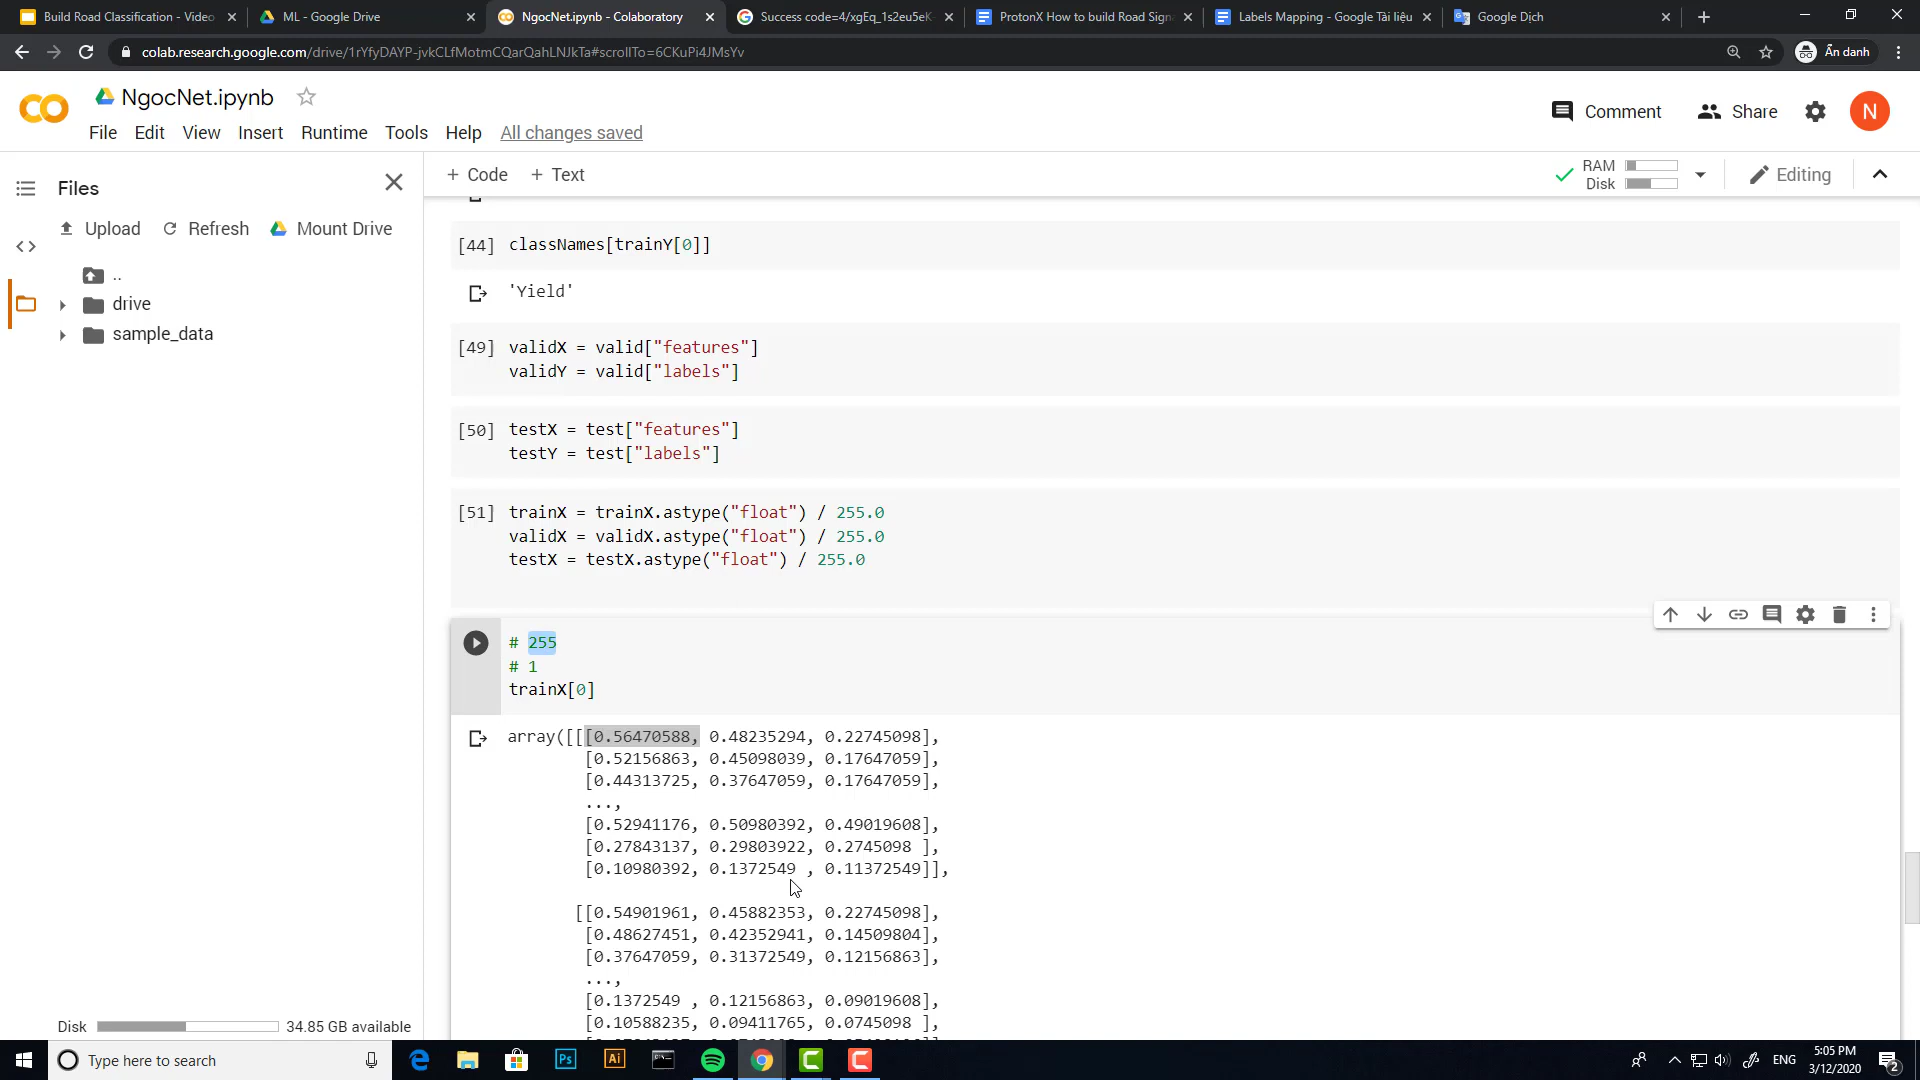 Build Road Classification - Video
ML - Google Drive
NgocNet.ipynb - Colaboratory
Success code=4/xgEq_1s2eu5eK
ProtonX How to build Road Sign
Labels Mapping - Google Tài liệu
Google Dịch
colab.research.google.com/drive/1rYfyDAYP-jvkCLfMotmCQarQahLNJkTa#scrollTo=6CKuPi4JMsYv
Ẩn danh
NgocNet.ipynb
File Edit View Insert Runtime Tools Help All changes saved
Comment Share N
Files
+ Code + Text
RAM
Disk
Editing
Upload Refresh Mount Drive
..
drive
sample_data
[44] classNames[trainY[0]]
'Yield'
[49] validX = valid["features"]
validY = valid["labels"]
[50] testX = test["features"]
testY = test["labels"]
[51] trainX = trainX.astype("float") / 255.0
validX = validX.astype("float") / 255.0
testX = testX.astype("float") / 255.0
# 255
# 1
trainX[0]
array([[[0.56470588, 0.48235294, 0.22745098],
[0.52156863, 0.45098039, 0.17647059],
[0.44313725, 0.37647059, 0.17647059],
...,
[0.52941176, 0.50980392, 0.49019608],
[0.27843137, 0.29803922, 0.2745098 ],
[0.10980392, 0.1372549 , 0.11372549]],
[[0.54901961, 0.45882353, 0.22745098],
[0.48627451, 0.42352941, 0.14509804],
[0.37647059, 0.31372549, 0.12156863],
...,
[0.1372549 , 0.12156863, 0.09019608],
[0.10588235, 0.09411765, 0.0745098 ],
Disk 34.85 GB available
Type here to search
Ps
Ai
ENG
5:05 PM
3/12/2020
2